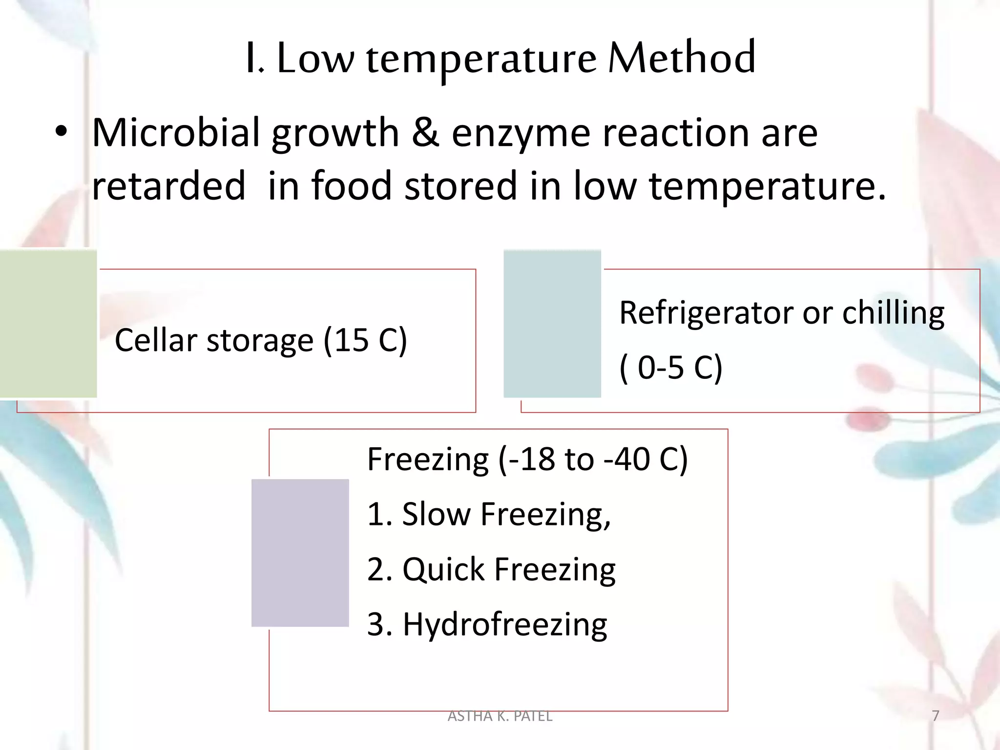 I. Low temperature Method
• Microbial growth & enzyme reaction are
retarded  in food stored in low temperature.
Cellar storage (15 C)
Refrigerator or chilling
( 0-5 C)
Freezing (-18 to -40 C)
1. Slow Freezing,
2. Quick Freezing
3. Hydrofreezing
ASTHA K. PATEL
7